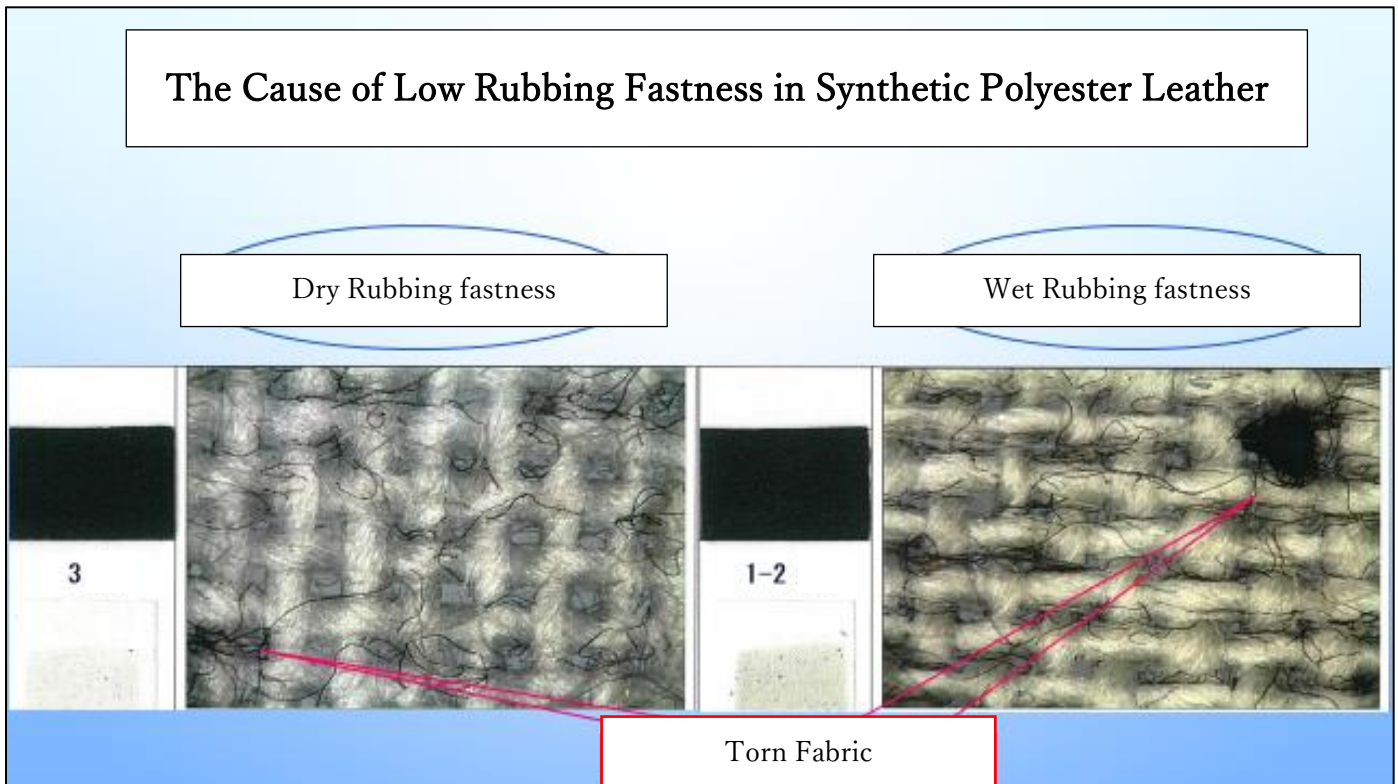 The Cause of Low Rubbing Fastness in Synthetic Polyester Leather
Dry Rubbing fastness
Wet Rubbing fastness
3
1-2
Torn Fabric